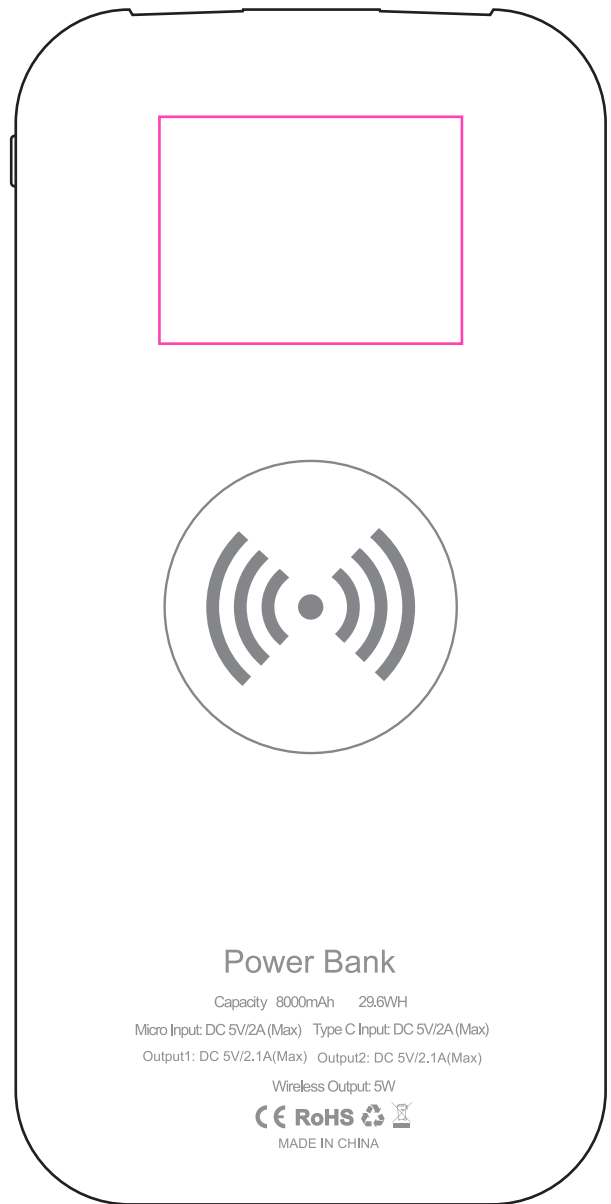 Power Bank
Capacity 8000mAh 29.6WH
Micro Input: DC 5V/2A (Max) Type C Input: DC 5V/2A (Max)
Output1: DC 5V/2.1A(Max) Output2: DC 5V/2.1A(Max)
Wireless Output: 5W
CE RoHS
MADE IN CHINA